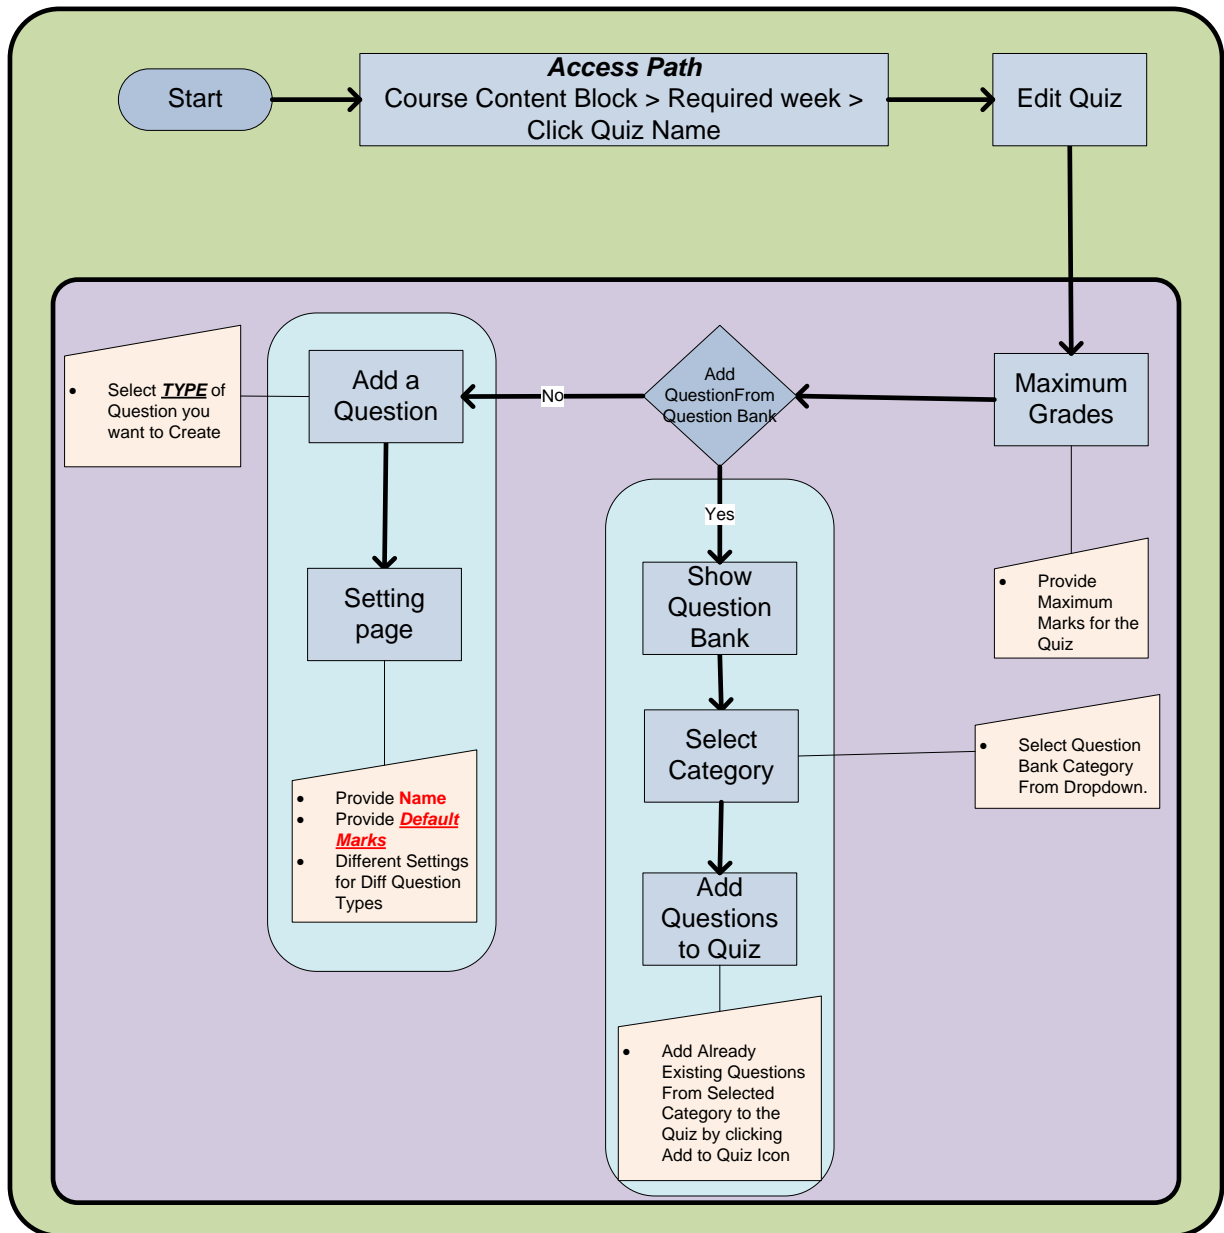 Start
Access Path
Course Content Block > Required week >
Click Quiz Name
Edit Quiz
• Select TYPE of
Question you
want to Create
Add a
Question
No
Add
QuestionFrom
Question Bank
Maximum
Grades
Yes
Setting
page
Show
Question
Bank
• Provide
Maximum
Marks for the
Quiz
Select
Category
• Select Question
Bank Category
From Dropdown.
• Provide Name
• Provide Default
Marks
• Different Settings
for Diff Question
Types
Add
Questions
to Quiz
• Add Already
Existing Questions
From Selected
Category to the
Quiz by clicking
Add to Quiz Icon